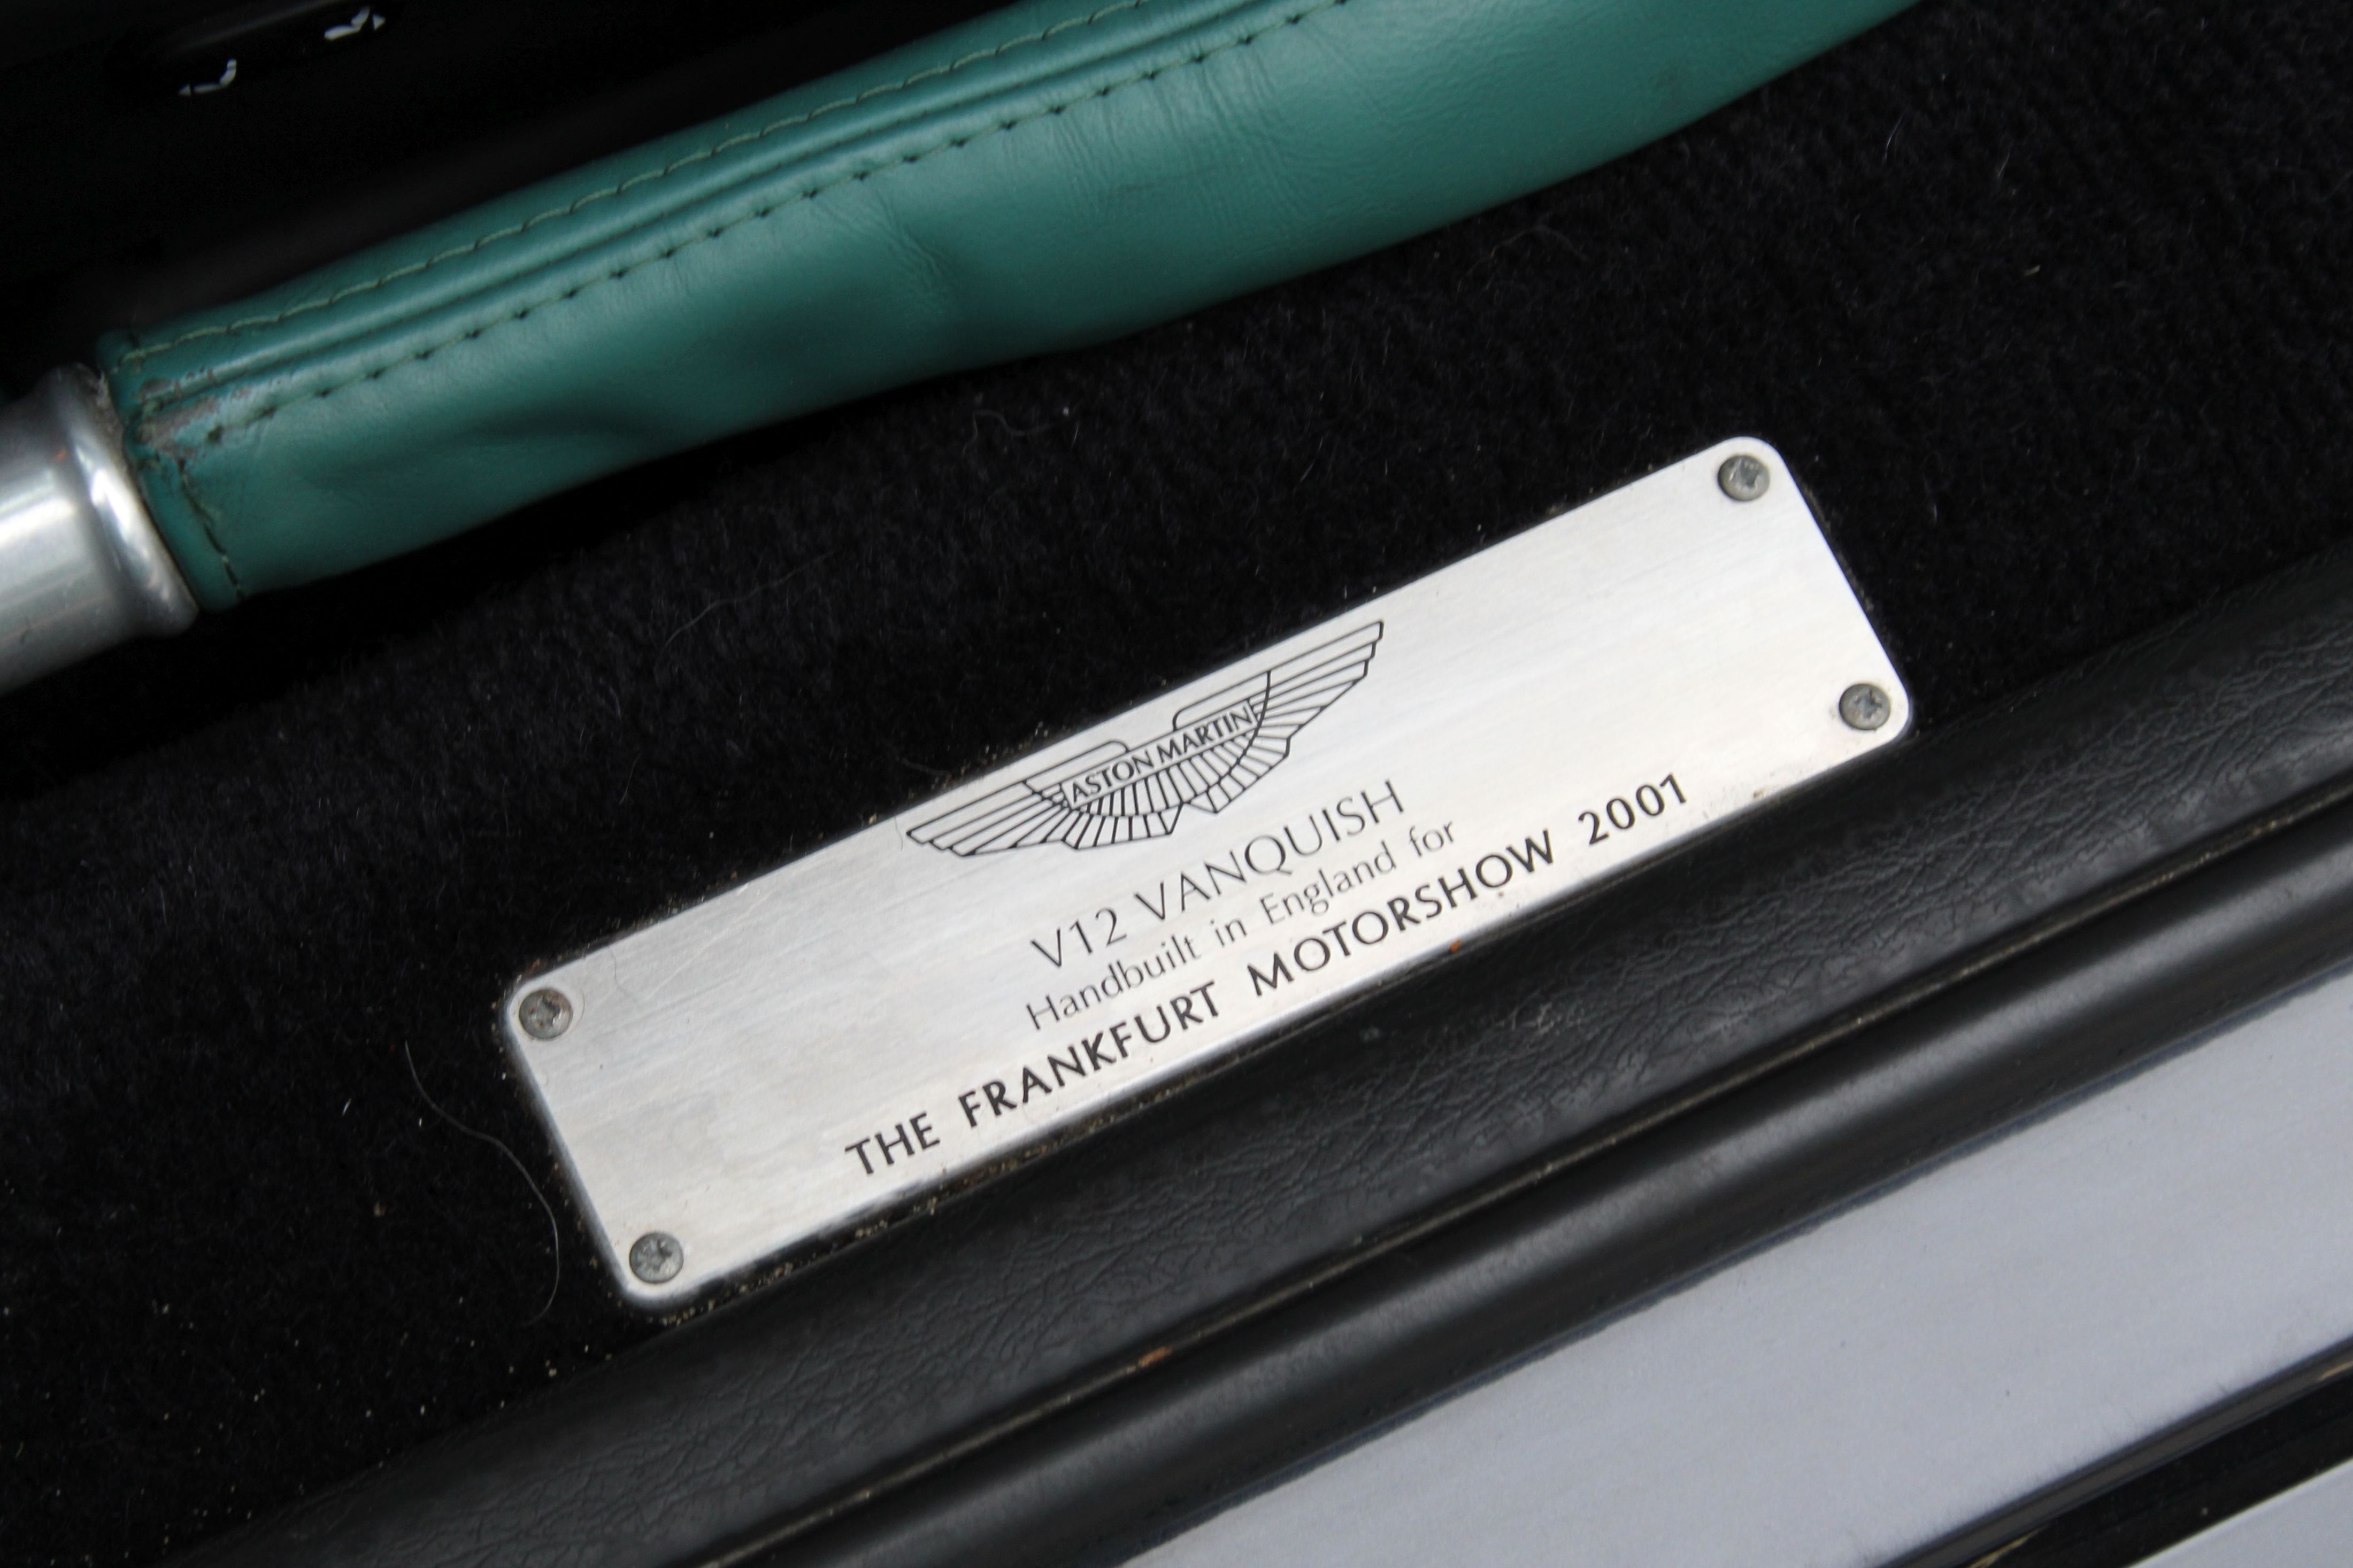 ASTON MARTIN
V12 VANQUISH
Handbuilt in England for
THE FRANKFURT MOTORSHOW 2001